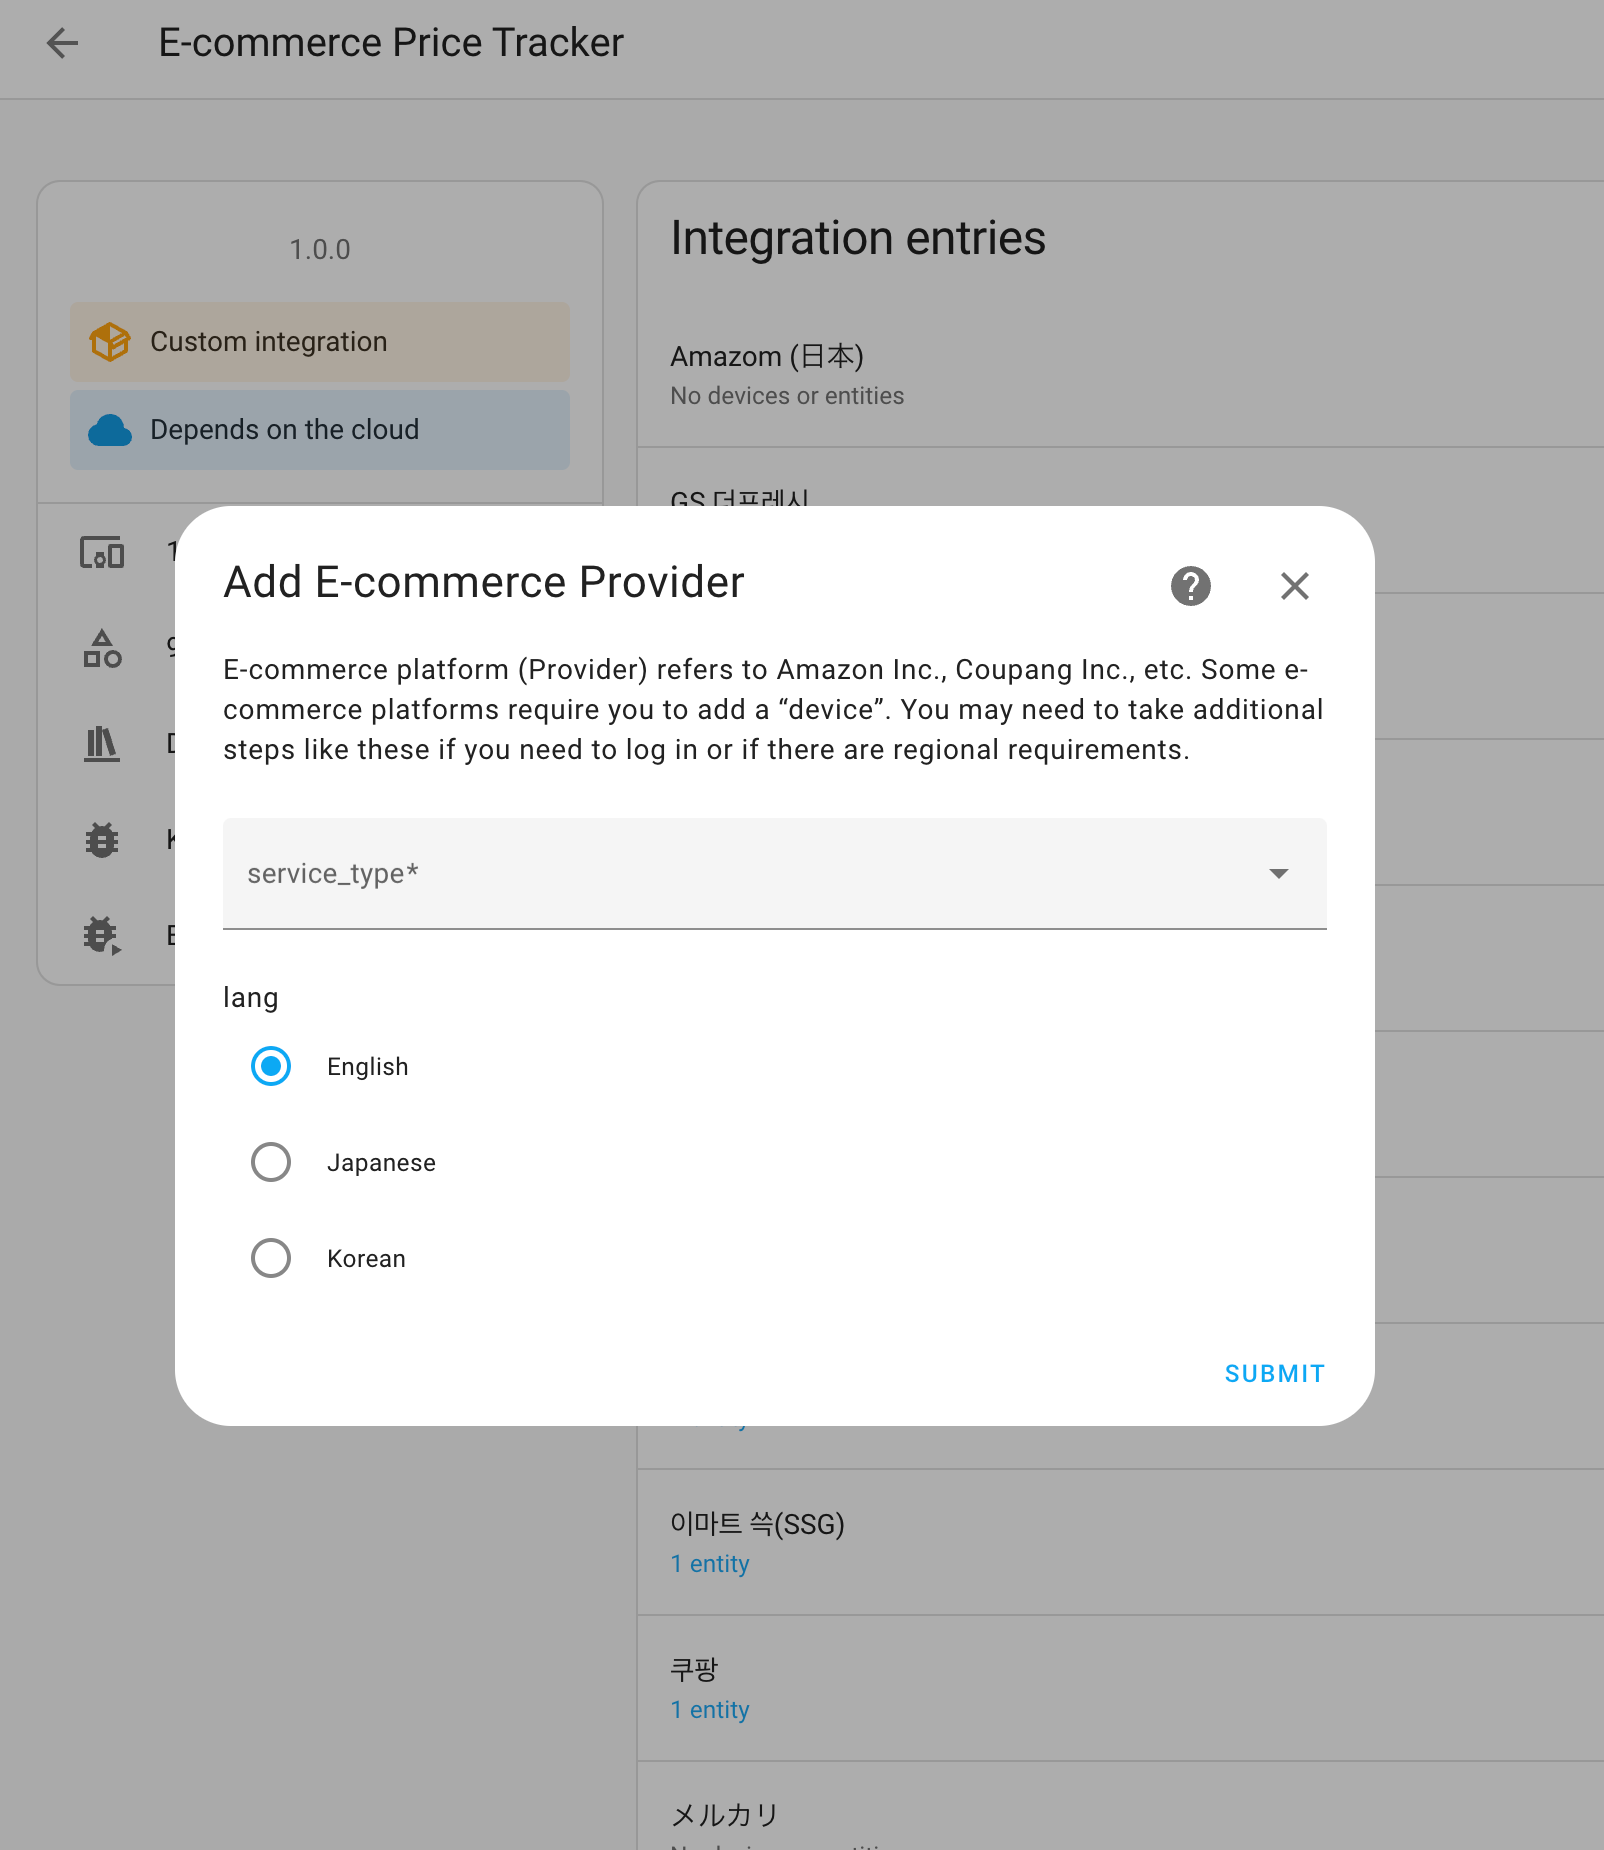 E-commerce Price Tracker
1.0.0
Custom integration
Depends on the cloud
Integration entries
Amazom (日本)
No devices or entities
GS 더프레시
Add E-commerce Provider
E-commerce platform (Provider) refers to Amazon Inc., Coupang Inc., etc. Some e-
commerce platforms require you to add a “device”. You may need to take additional
steps like these if you need to log in or if there are regional requirements.
service_type*
lang
English
Japanese
Korean
SUBMIT
이마트 쓱(SSG)
1 entity
쿠팡
1 entity
メルカリ